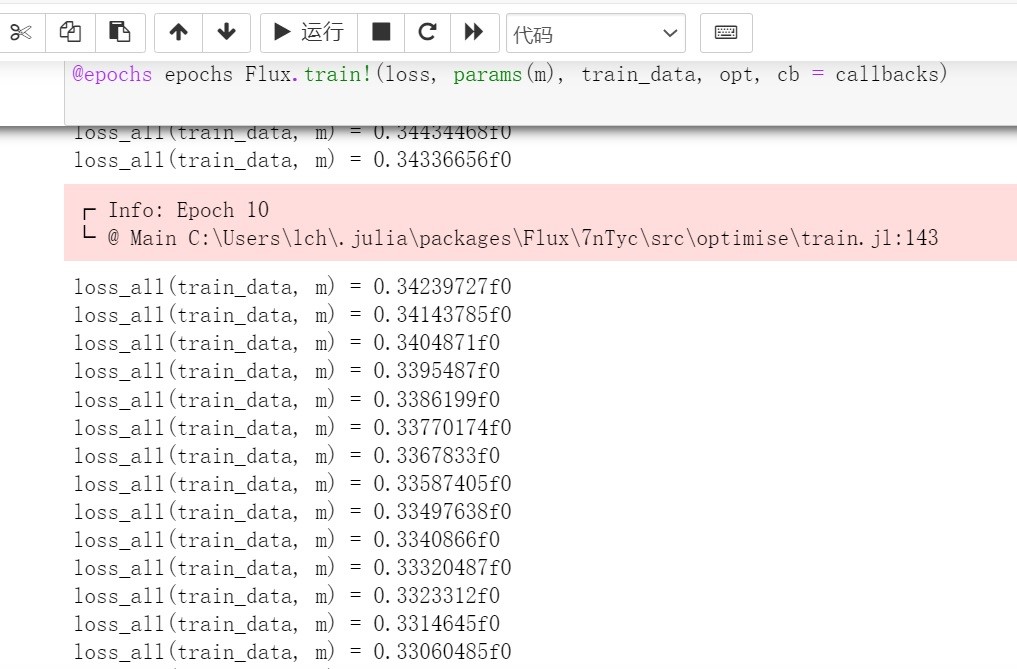 运行
代码
@epochs epochs Flux.train!(loss, params(m), train_data, opt, cb = callbacks)
loss_all(train_data, m) = 0.34434468f0
loss_all(train_data, m) = 0.34336656f0
┌ Info: Epoch 10
└ @ Main C:\Users\lch\.julia\packages\Flux\7nTyc\src\optimise\train.jl:143
loss_all(train_data, m) = 0.34239727f0
loss_all(train_data, m) = 0.34143785f0
loss_all(train_data, m) = 0.3404871f0
loss_all(train_data, m) = 0.3395487f0
loss_all(train_data, m) = 0.3386199f0
loss_all(train_data, m) = 0.33770174f0
loss_all(train_data, m) = 0.3367833f0
loss_all(train_data, m) = 0.33587405f0
loss_all(train_data, m) = 0.33497638f0
loss_all(train_data, m) = 0.3340866f0
loss_all(train_data, m) = 0.33320487f0
loss_all(train_data, m) = 0.3323312f0
loss_all(train_data, m) = 0.3314645f0
loss_all(train_data, m) = 0.33060485f0